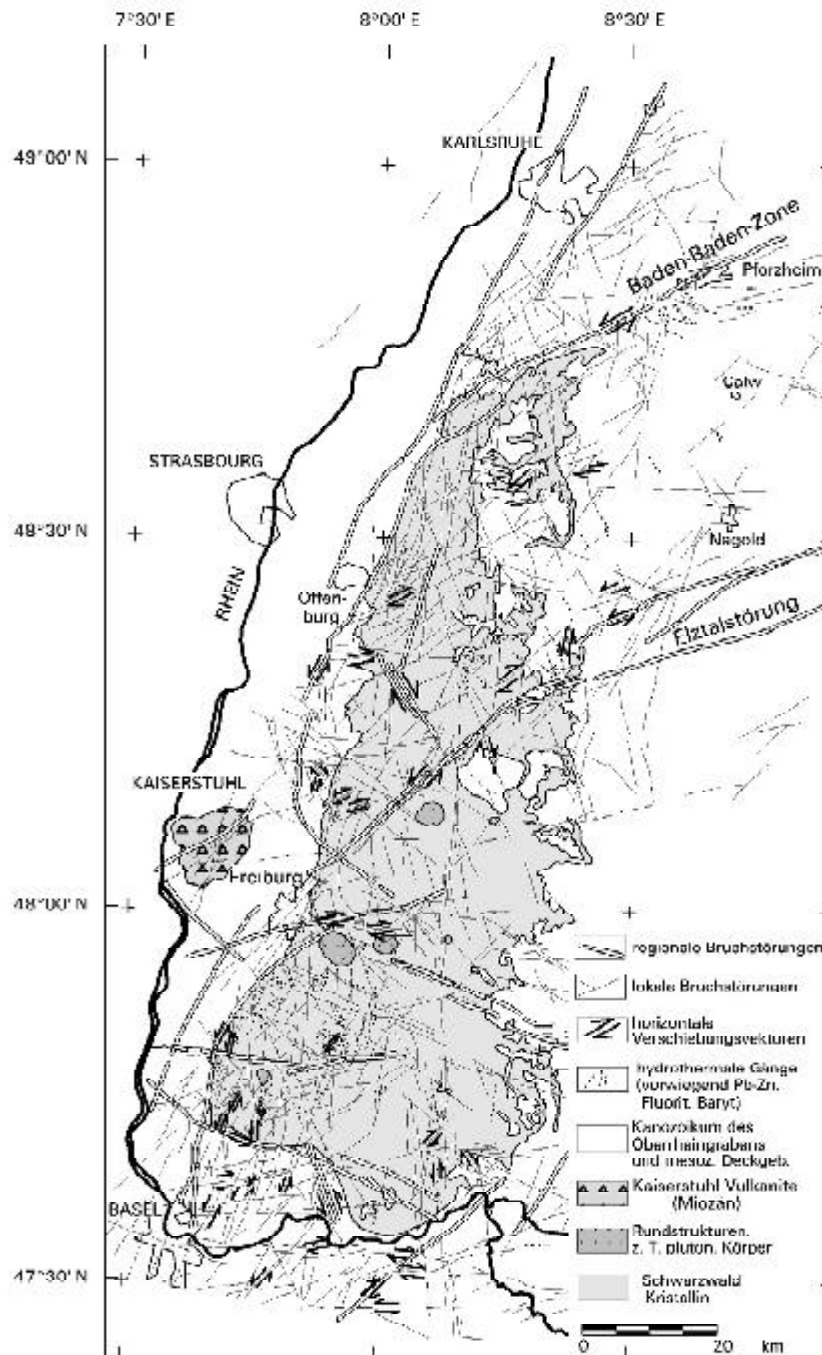 7°30' E
8°00' E
8°30' E
49°00' N
KARLSRUHE
Baden-Baden-Zone
Pforzheim
Calw
STRASBOURG
48°30' N
Nagold
RHEIN
Offen-
burg
Elztalstörung
KAISERSTUHL
Freiburg
48°00' N
regionale Bruchstörungen
lokale Bruchstörungen
horizontale
Verschiebungsvektoren
hydrothermale Gänge
(vorwiegend Pb-Zn,
Fluorit, Baryt)
Känozoikum des
Oberrheingrabens
und mesoz. Deckgeb.
Kaiserstuhl Vulkanite
(Miozän)
Rundstrukturen,
z. T. pluton. Körper
Schwarzwald
Kristallin
BASEL
47°30' N
0 20 km